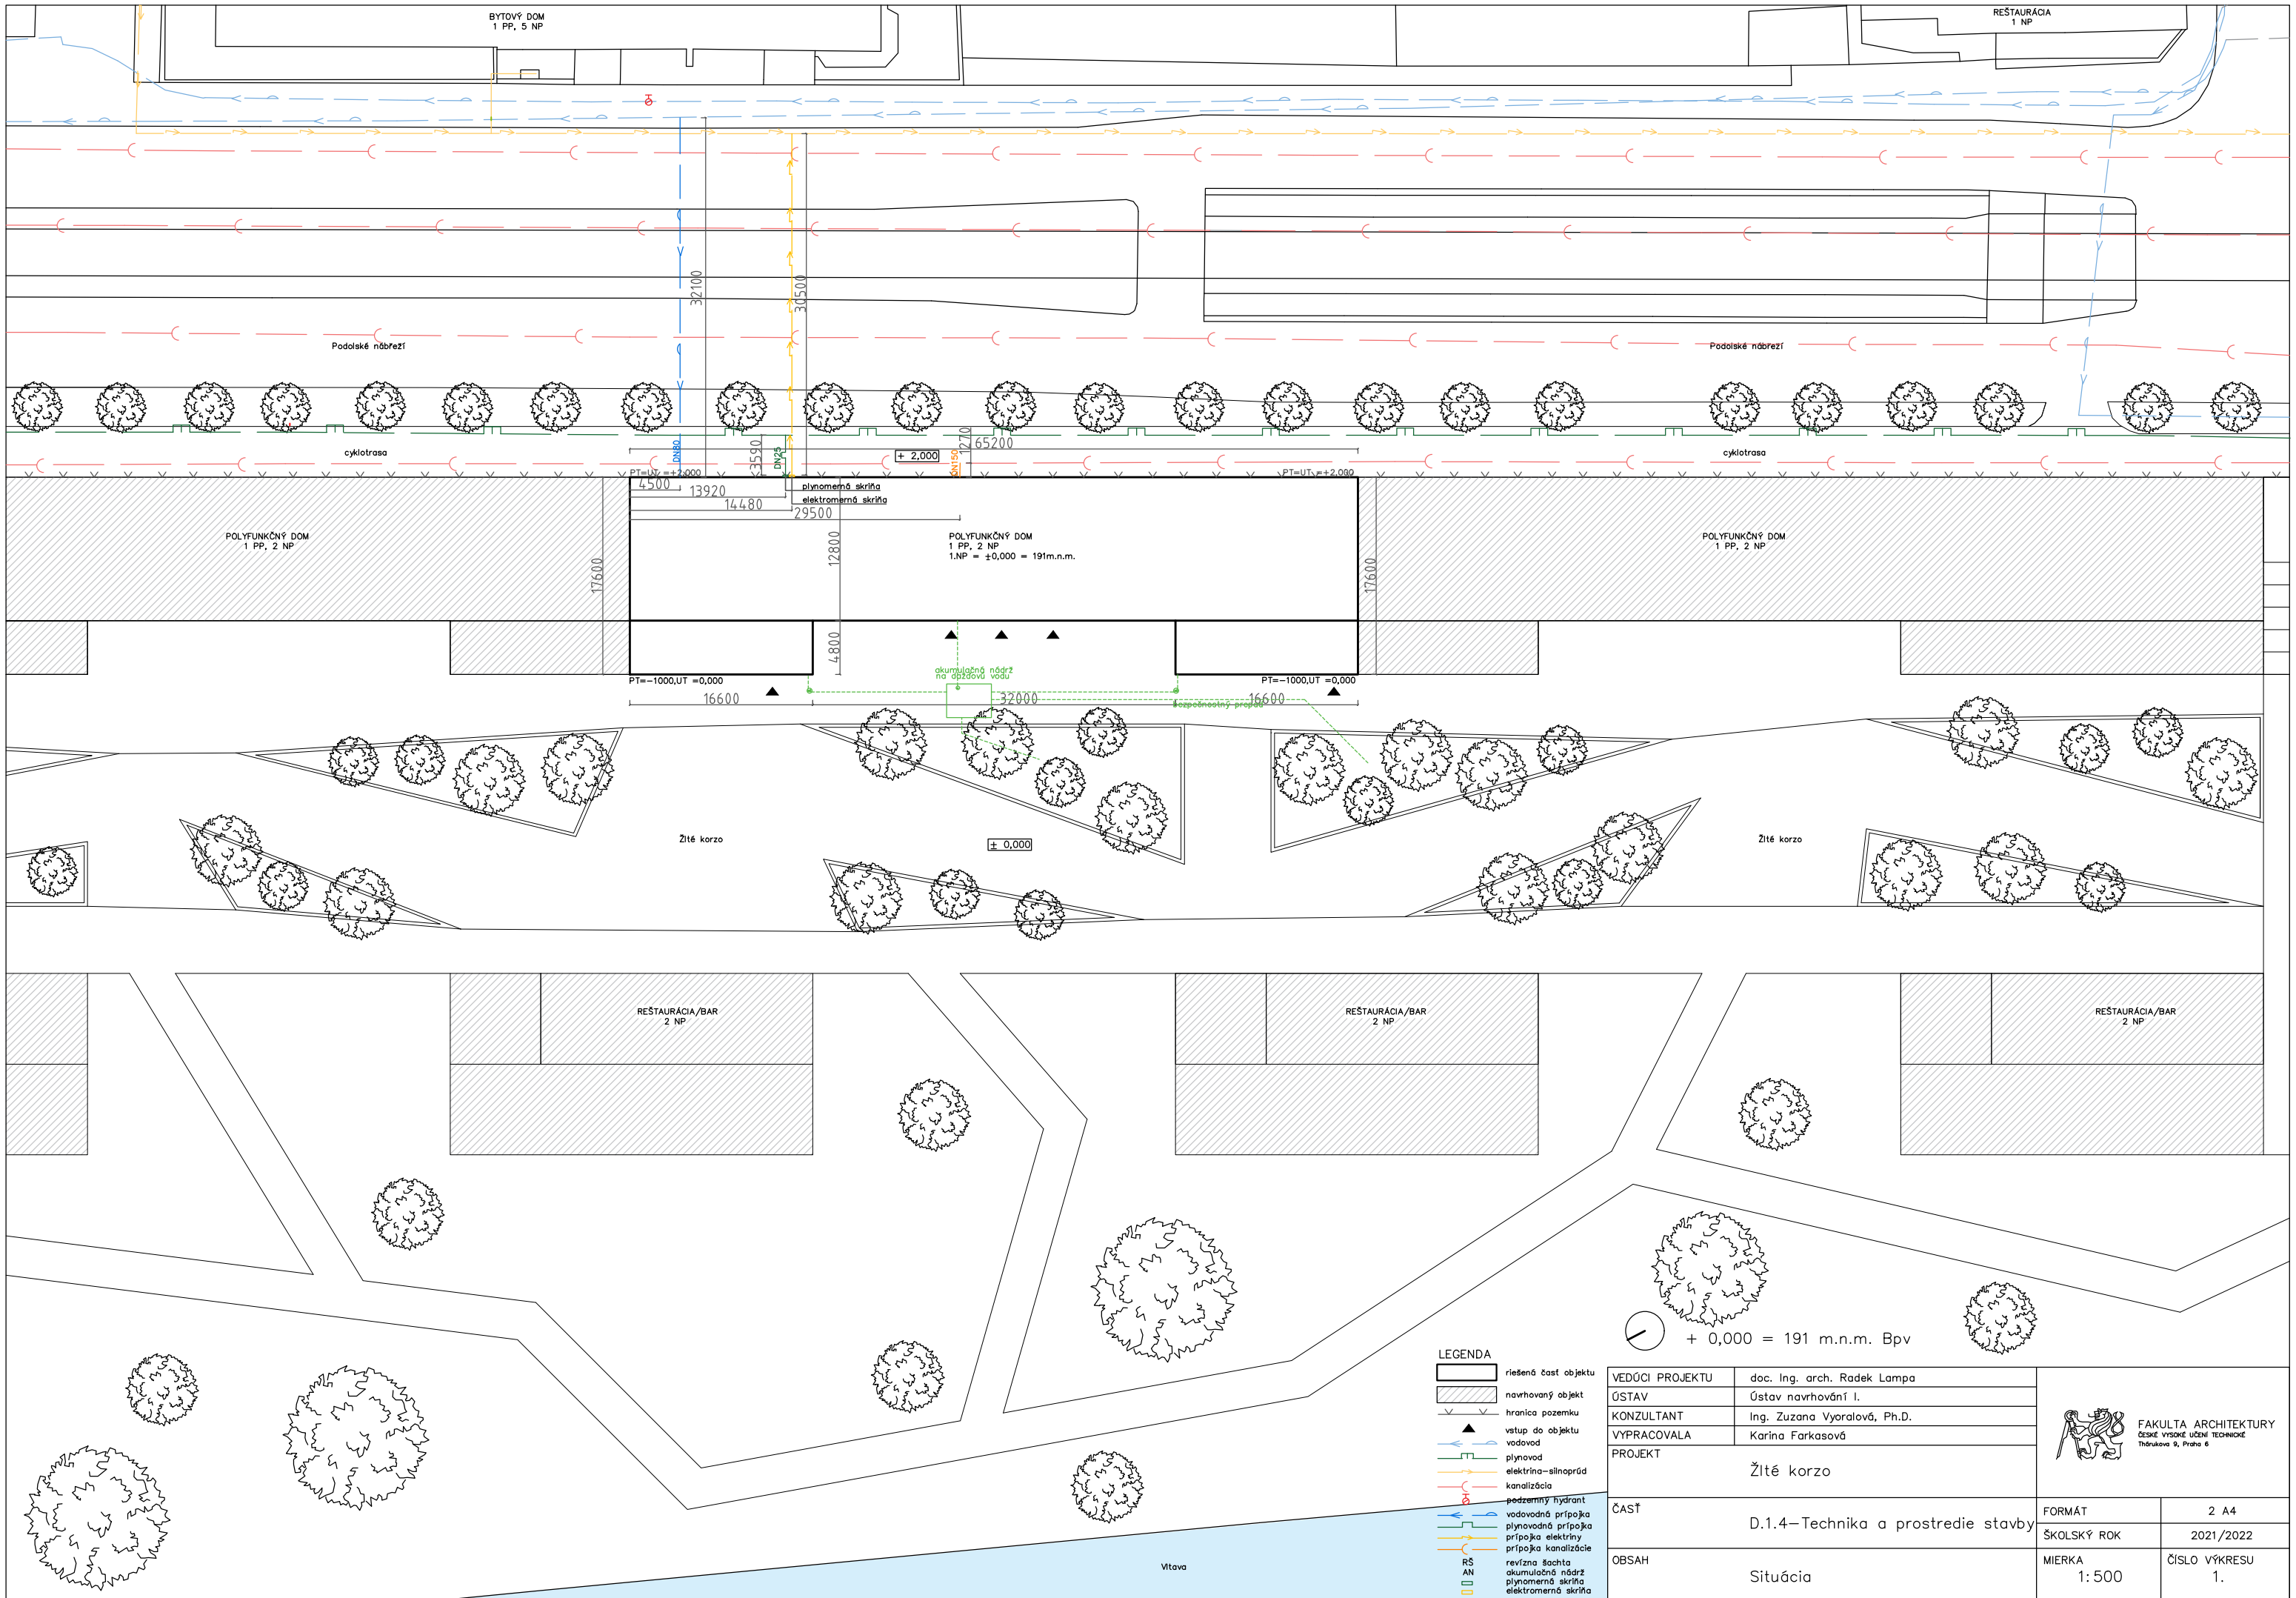 BYTOVÝ DOM
1 PP, 5 NP
REŠTAURÁCIA
1 NP
32100
30500
Podolské nábřeží
Podolské nábřeží
cyklotrasa
DN80
3590
DN25
+ 2,000
DN150
1270
65200
cyklotrasa
PT=UT =+2,000
PT=UT =+2,000
4500
13920
14480
29500
plynomerná skriňa
elektromerná skriňa
POLYFUNKČNÝ DOM
1 PP, 2 NP
POLYFUNKČNÝ DOM
1 PP, 2 NP
1.NP = ±0,000 = 191m.n.m.
POLYFUNKČNÝ DOM
1 PP, 2 NP
17600
12800
17600
4800
akumulačná nádrž
na dažďovú vodu
PT=-1000,UT =0,000
PT=-1000,UT =0,000
16600
32000
16600
bezpečnostný prepad
Žlté korzo
± 0,000
Žlté korzo
REŠTAURÁCIA/BAR
2 NP
REŠTAURÁCIA/BAR
2 NP
REŠTAURÁCIA/BAR
2 NP
Vltava
+ 0,000 = 191 m.n.m. Bpv
LEGENDA
riešená časť objektu
navrhovaný objekt
hranica pozemku
vstup do objektu
vodovod
plynovod
elektrina-silnoprúd
kanalizácia
podzemný hydrant
vodovodná prípojka
plynovodná prípojka
prípojka elektriny
prípojka kanalizácie
RŠ revízna šachta
AN akumulačná nádrž
plynomerná skriňa
elektromerná skriňa
VEDÚCI PROJEKTU doc. Ing. arch. Radek Lampa
ÚSTAV Ústav navrhování I.
KONZULTANT Ing. Zuzana Vyoralová, Ph.D.
VYPRACOVALA Karina Farkasová
PROJEKT
Žlté korzo
ČASŤ
D.1.4-Technika a prostredie stavby
OBSAH
Situácia
FAKULTA ARCHITEKTURY
ČESKÉ VYSOKÉ UČENÍ TECHNICKÉ
Thákurova 9, Praha 6
FORMÁT 2 A4
ŠKOLSKÝ ROK 2021/2022
MIERKA
1:500
ČÍSLO VÝKRESU
1.